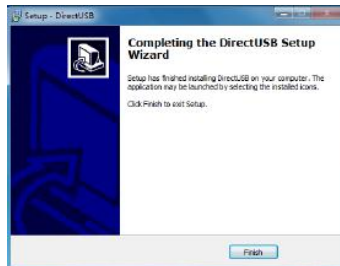 Setup - DirectUSB
Completing the DirectUSB Setup
Wizard
Setup has finished installing DirectUSB on your computer. The
application may be launched by selecting the installed icons.
Click Finish to exit Setup.
Finish